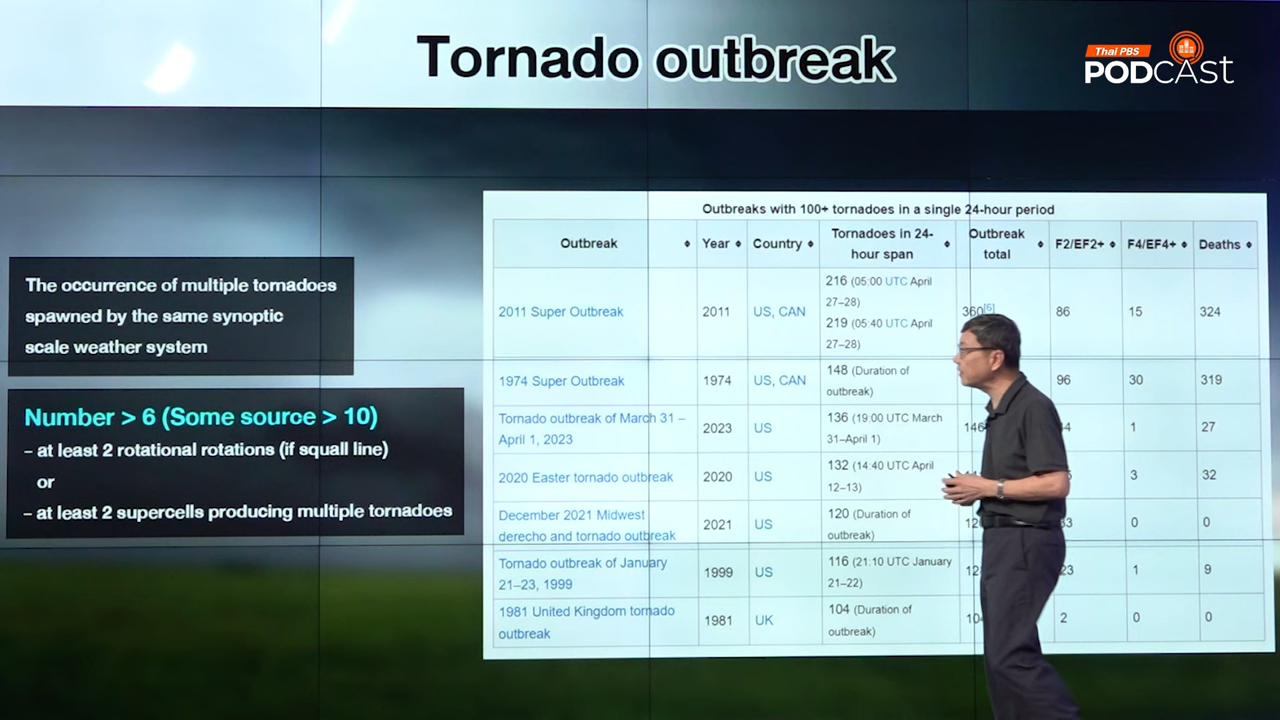 Tornado outbreak
Thai PBS
PODCAst
The occurrence of multiple tornadoes
spawned by the same synoptic
scale weather system
Number > 6 (Some source > 10)
– at least 2 rotational rotations (if squall line)
or
– at least 2 supercells producing multiple tornadoes
Outbreaks with 100+ tornadoes in a single 24-hour period
Outbreak Year Country Tornadoes in 24-
hour span Outbreak
total F2/EF2+ F4/EF4+ Deaths
2011 Super Outbreak 2011 US, CAN 216 (05:00 UTC April
27–28)
219 (05:40 UTC April
27–28) 360[6] 86 15 324
1974 Super Outbreak 1974 US, CAN 148 (Duration of
outbreak) 96 30 319
Tornado outbreak of March 31 –
April 1, 2023 2023 US 136 (19:00 UTC March
31–April 1) 146 1 27
2020 Easter tornado outbreak 2020 US 132 (14:40 UTC April
12–13) 3 32
December 2021 Midwest
derecho and tornado outbreak 2021 US 120 (Duration of
outbreak) 0 0
Tornado outbreak of January
21–23, 1999 1999 US 116 (21:10 UTC January
21–22) 23 1 9
1981 United Kingdom tornado
outbreak 1981 UK 104 (Duration of
outbreak) 2 0 0